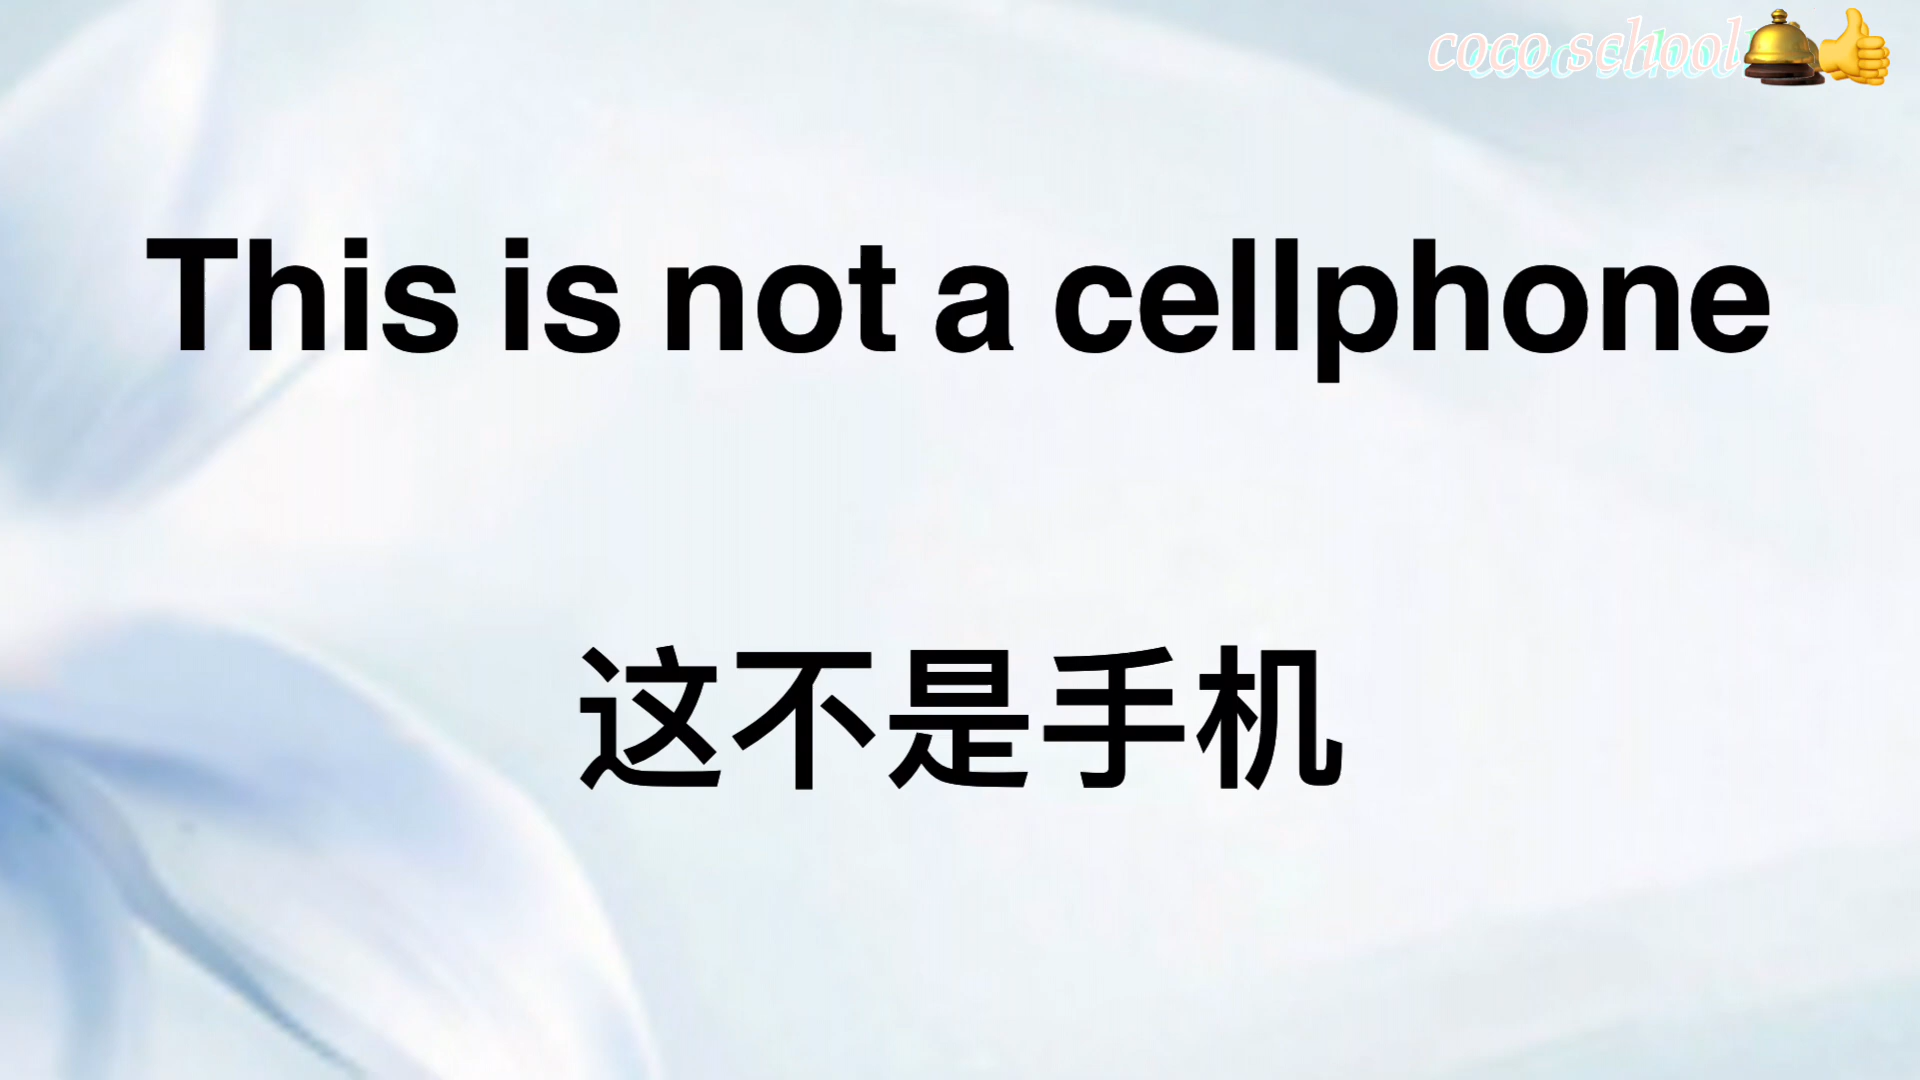 coco school
This is not a cellphone
这不是手机